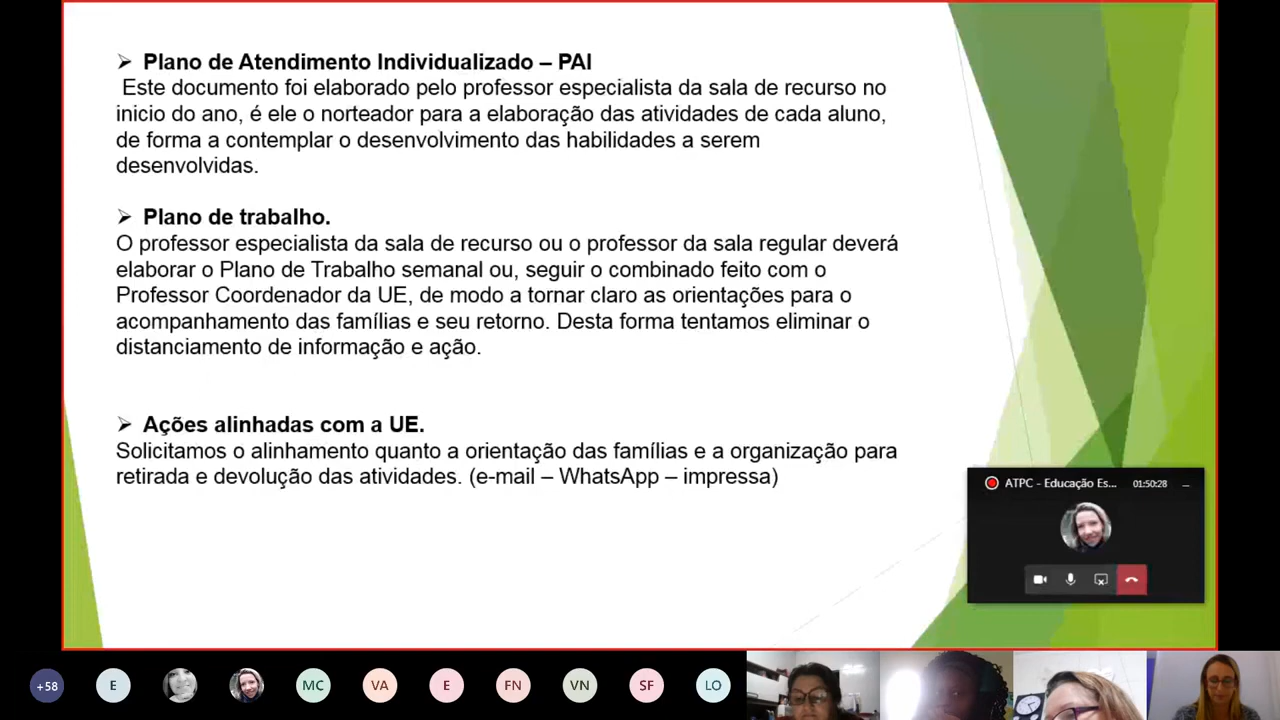 ➢ Plano de Atendimento Individualizado – PAI
Este documento foi elaborado pelo professor especialista da sala de recurso no
inicio do ano, é ele o norteador para a elaboração das atividades de cada aluno,
de forma a contemplar o desenvolvimento das habilidades a serem
desenvolvidas.
➢ Plano de trabalho.
O professor especialista da sala de recurso ou o professor da sala regular deverá
elaborar o Plano de Trabalho semanal ou, seguir o combinado feito com o
Professor Coordenador da UE, de modo a tornar claro as orientações para o
acompanhamento das famílias e seu retorno. Desta forma tentamos eliminar o
distanciamento de informação e ação.
➢ Ações alinhadas com a UE.
Solicitamos o alinhamento quanto a orientação das famílias e a organização para
retirada e devolução das atividades. (e-mail – WhatsApp – impressa)
ATPC - Educação Es... 01:50:28
+58 E MC VA E FN VN SF LO